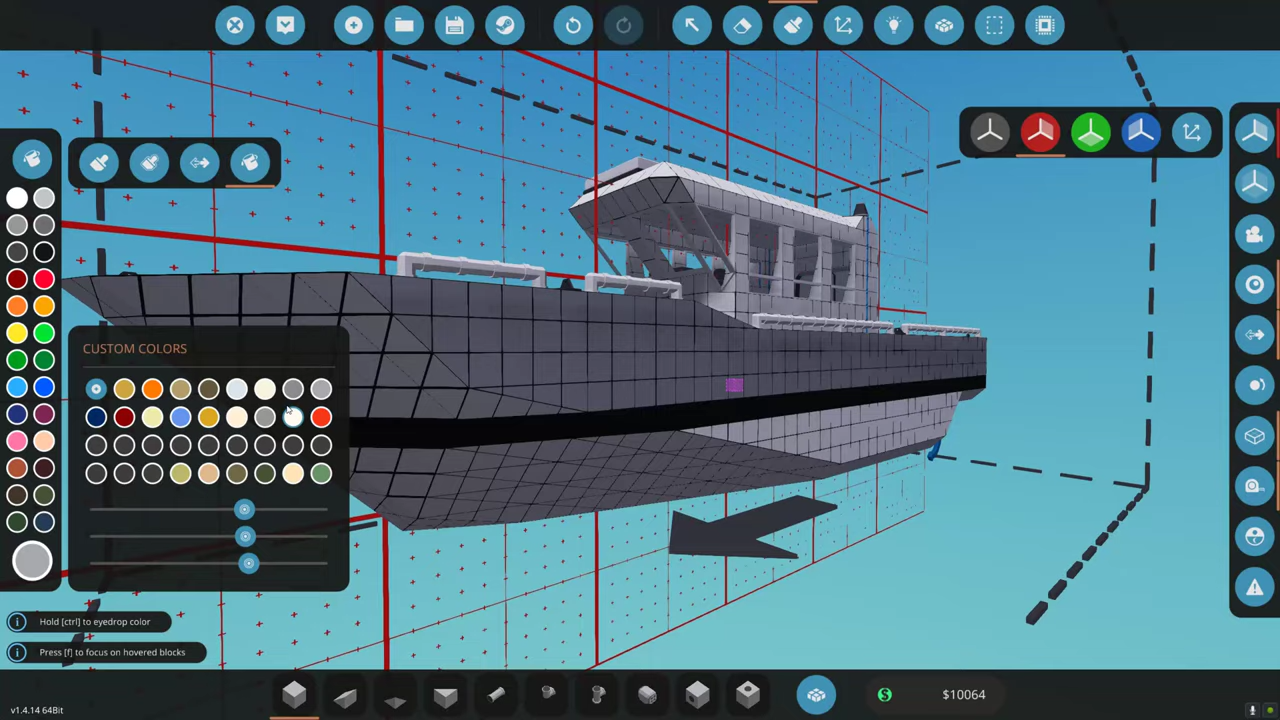 CUSTOM COLORS
Hold [ctrl] to eyedrop color
Press [f] to focus on hovered blocks
$10064
v1.4.14 64Bit